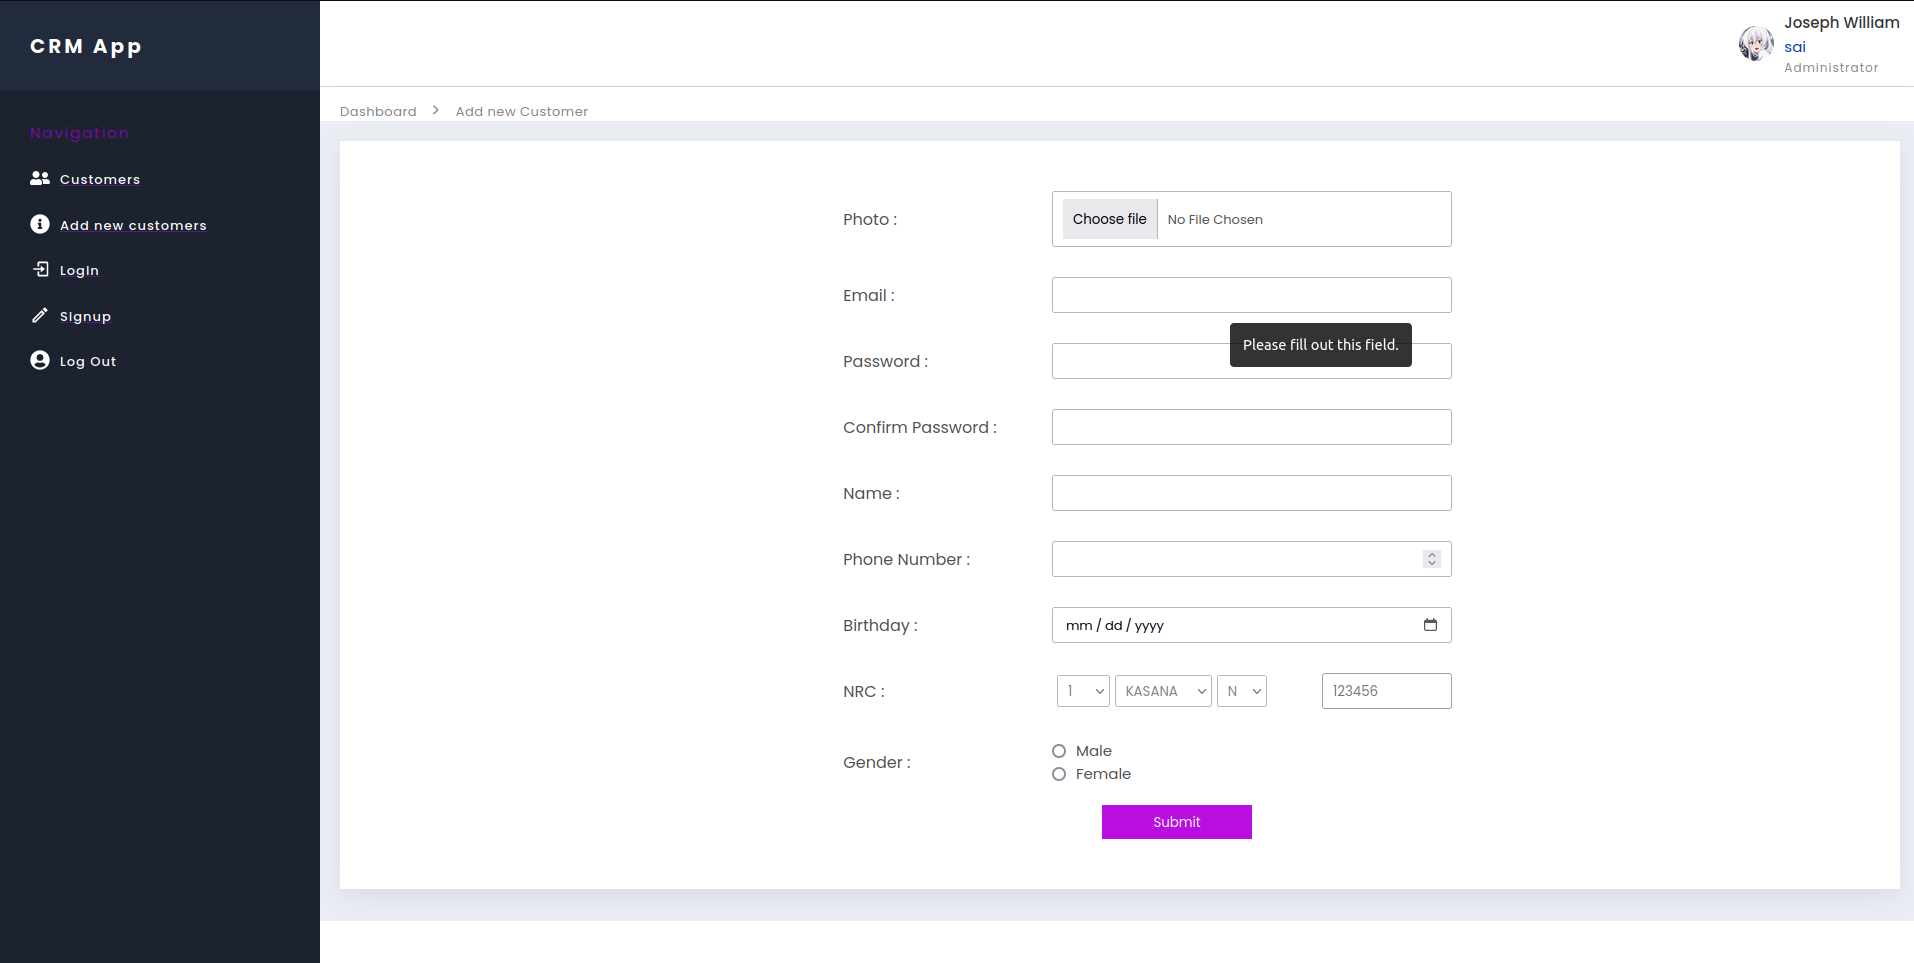 CRM App
Joseph William
sai
Administrator
Dashboard > Add new Customer
Navigation
Customers
Add new customers
LogIn
SIgnup
Log Out
Photo : Choose file No File Chosen
Email :
Please fill out this field.
Password :
Confirm Password :
Name :
Phone Number :
Birthday : mm / dd / yyyy
NRC : 1 KASANA N 123456
Gender :
Male
Female
Submit